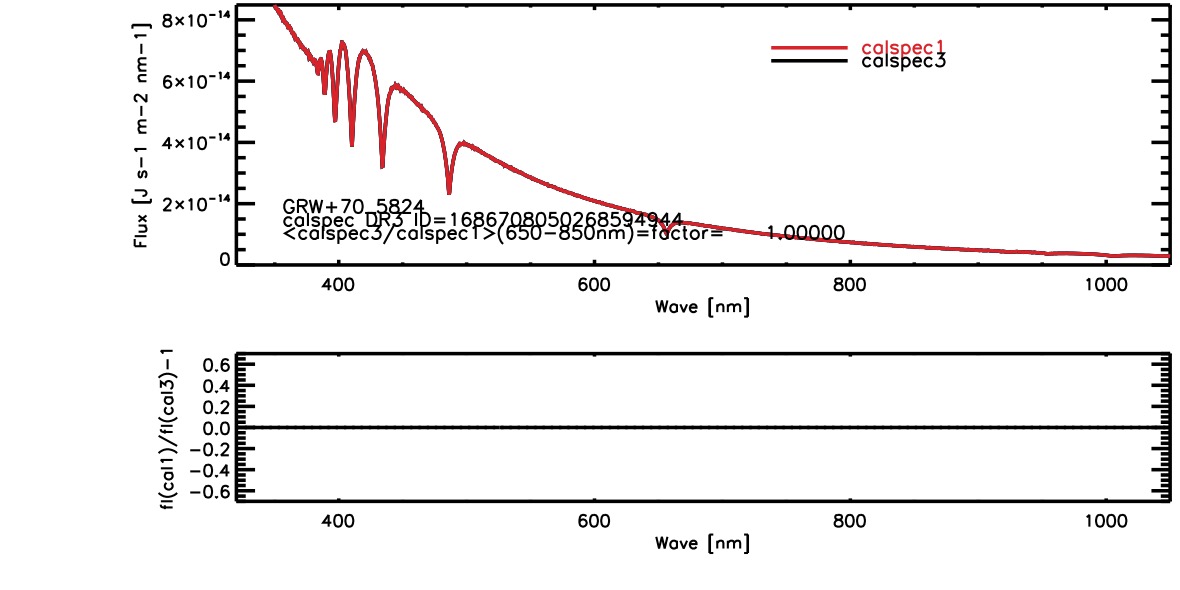 8×10−14
6×10−14
4×10−14
2×10−14
0
Flux [J s−1 m−2 nm−1]
calspec1
calspec3
GRW+70_5824
calspec DR3 ID=1686708050268594944
<calspec3/calspec1>(650−850nm)=factor= 1.00000
400 600 800 1000
Wave [nm]
0.6
0.4
0.2
0.0
−0.2
−0.4
−0.6
fl(cal1)/fl(cal3)−1
400 600 800 1000
Wave [nm]